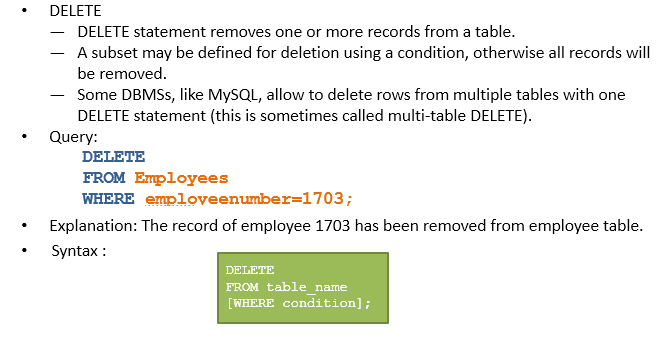 • DELETE
— DELETE statement removes one or more records from a table.
— A subset may be defined for deletion using a condition, otherwise all records will
be removed.
— Some DBMSs, like MySQL, allow to delete rows from multiple tables with one
DELETE statement (this is sometimes called multi-table DELETE).
• Query:
DELETE
FROM Employees
WHERE emploveenumber=1703;
• Explanation: The record of employee 1703 has been removed from employee table.
• Syntax :
DELETE
FROM table_name
[WHERE condition];